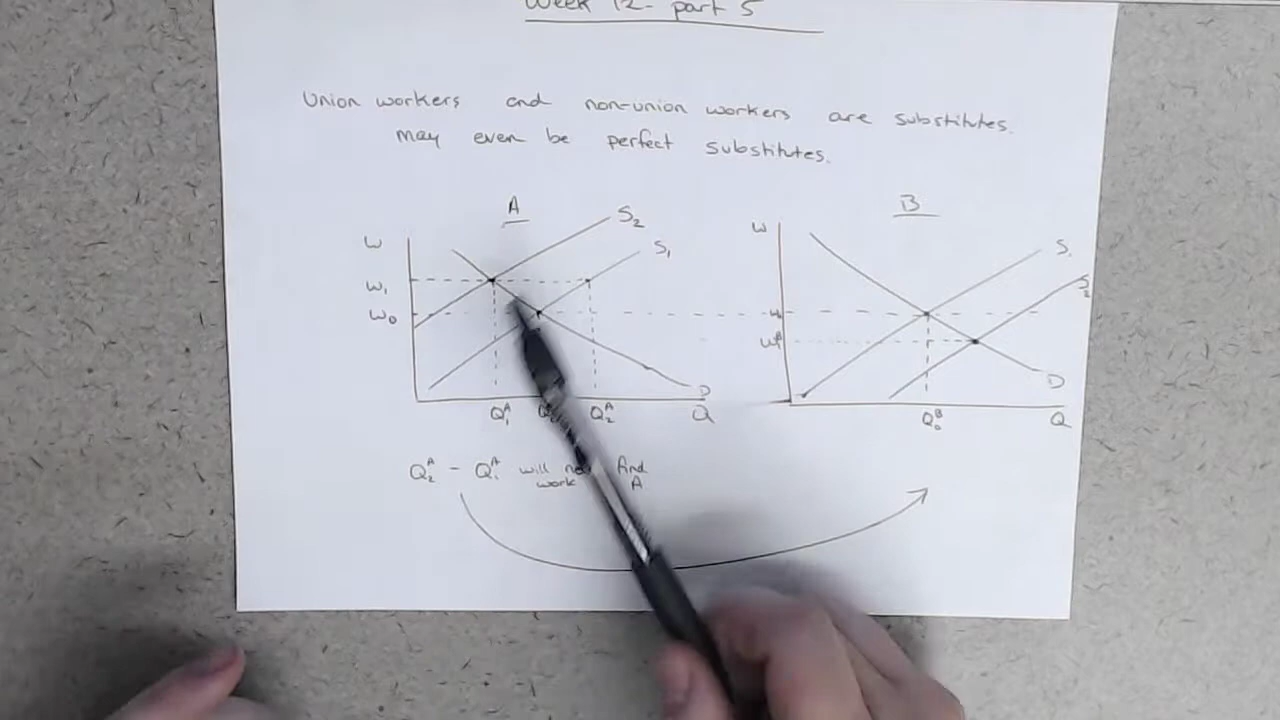 Week 12- part 5
Union workers and non-union workers are substitutes.
may even be perfect substitutes.
A
B
W
S₂
S₁
W₁
W₀
D
Q₁ᴬ
Q₂ᴬ
Q
W
S₁
S₂
D
Q₀ᴮ
Q
Q₂ᴬ - Q₁ᴬ will find
work A